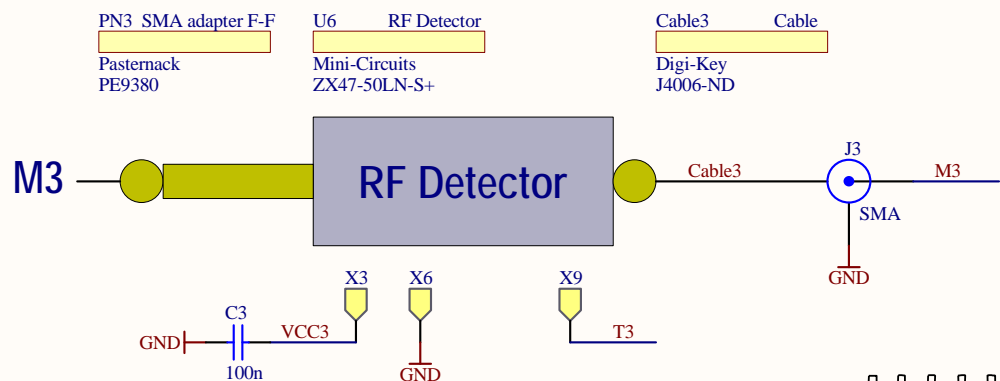 PN3 SMA adapter F-F
U6 RF Detector
Cable3 Cable
Pasternack
PE9380
Mini-Circuits
ZX47-50LN-S+
Digi-Key
J4006-ND
M3
RF Detector
Cable3
J3
M3
SMA
GND
X3
X6
X9
C3
GND
VCC3
T3
100n
GND